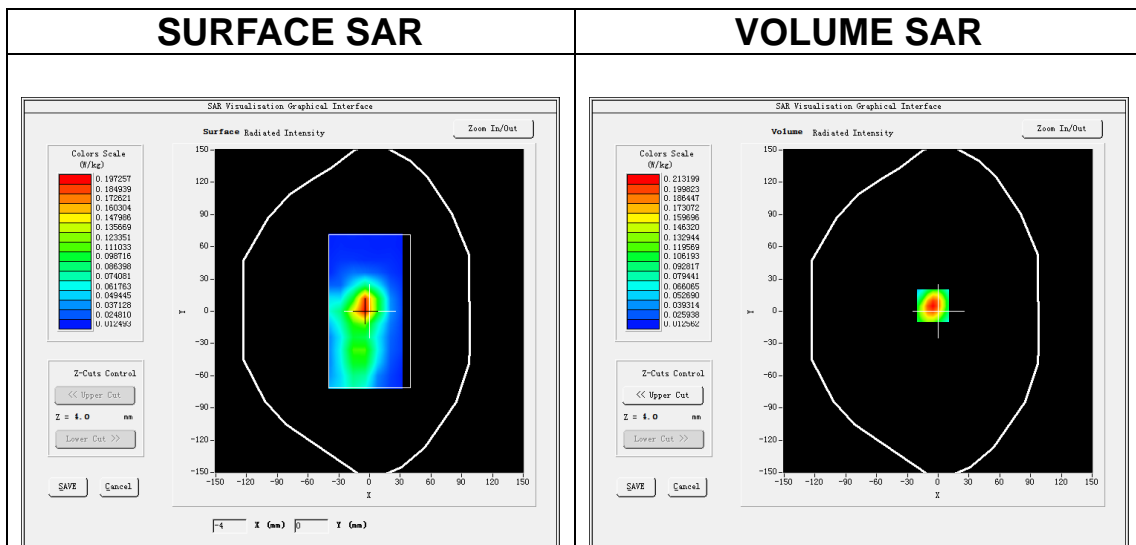 SURFACE SAR
VOLUME SAR
SAR Visualisation Graphical Interface
Surface Radiated Intensity
Zoom In/Out
Colors Scale
(W/kg)
0.197257
0.184939
0.172621
0.160304
0.147986
0.135669
0.123351
0.111033
0.098716
0.086398
0.074081
0.061763
0.049445
0.037128
0.024810
0.012493
Z-Cuts Control
<< Upper Cut
Z = 4.0 mm
Lower Cut >>
SAVE
Cancel
150
120
90
60
30
0
-30
-60
-90
-120
-150
Y
-150 -120 -90 -60 -30 0 30 60 90 120 150
X
-4 X (mm) 0 Y (mm)
SAR Visualisation Graphical Interface
Volume Radiated Intensity
Zoom In/Out
Colors Scale
(W/kg)
0.213199
0.199823
0.186447
0.173072
0.159696
0.146320
0.132944
0.119569
0.106193
0.092817
0.079441
0.066065
0.052690
0.039314
0.025938
0.012562
Z-Cuts Control
<< Upper Cut
Z = 4.0 mm
Lower Cut >>
SAVE
Cancel
150
120
90
60
30
0
-30
-60
-90
-120
-150
Y
-150 -120 -90 -60 -30 0 30 60 90 120 150
X